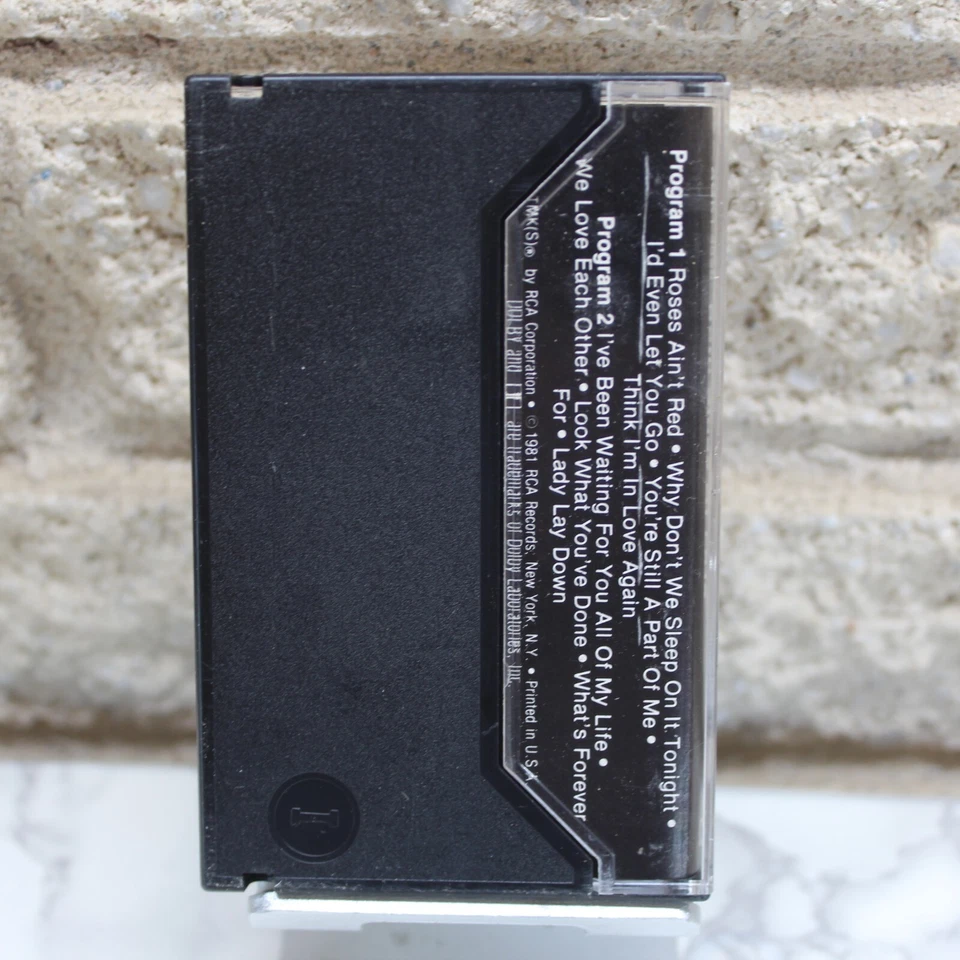 Program 1 Roses Ain't Red • Why Don't We Sleep On It Tonight •
I'd Even Let You Go • You're Still A Part Of Me •
Think I'm In Love Again
Program 2 I've Been Waiting For You All Of My Life •
We Love Each Other • Look What You've Done • What's Forever
For • Lady Lay Down
TMK(S)® by RCA Corporation • © 1981 RCA Records, New York, N.Y. • Printed in U.S.A
DOLBY and are trademarks of Dolby Laboratories, Inc.